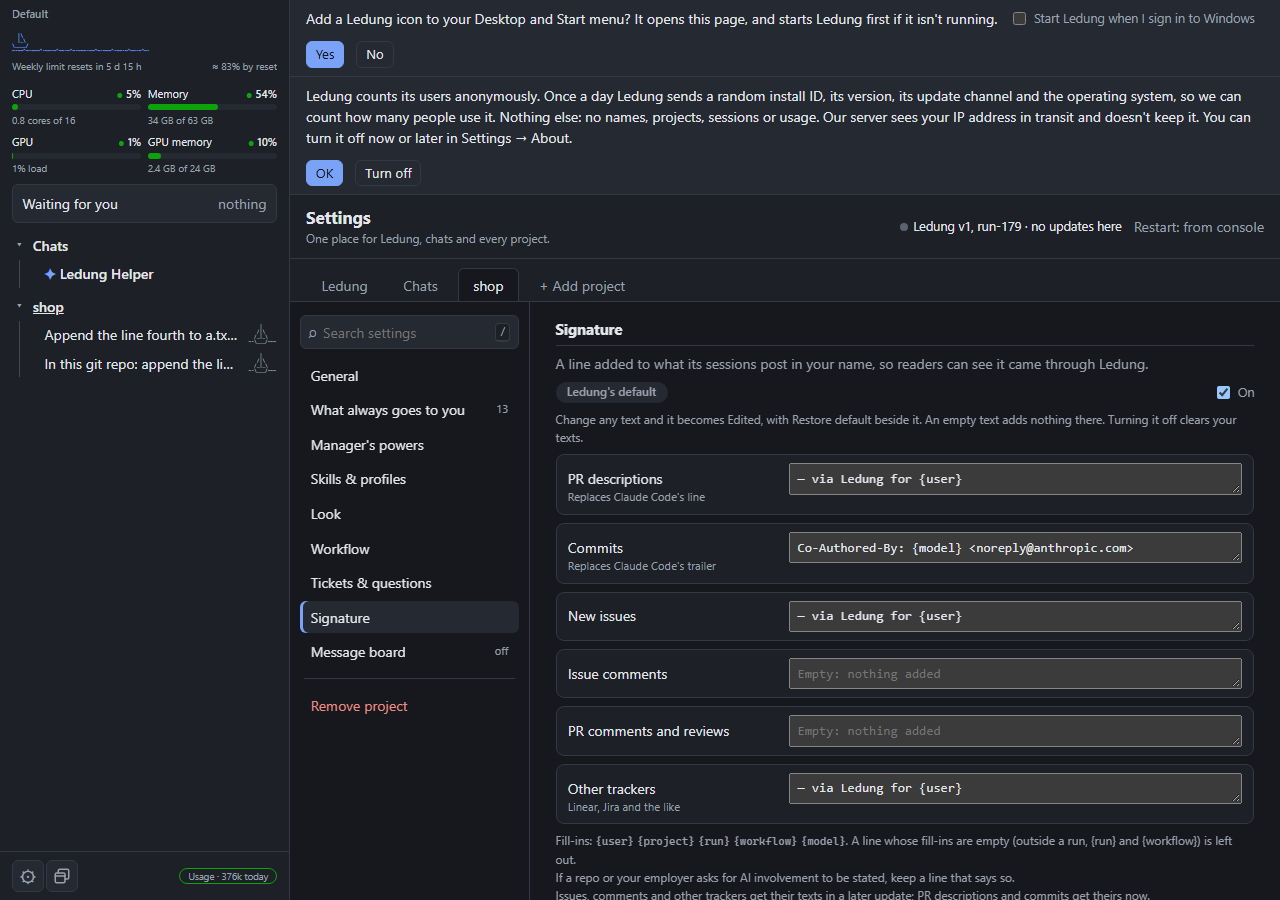 Default
Weekly limit resets in 5 d 15 h
≈ 83% by reset
CPU
5%
Memory
54%
0.8 cores of 16
34 GB of 63 GB
GPU
1%
GPU memory
10%
1% load
2.4 GB of 24 GB
Waiting for you
nothing
Chats
Ledung Helper
shop
Append the line fourth to a.tx...
In this git repo: append the li...
Usage · 376k today
Add a Ledung icon to your Desktop and Start menu? It opens this page, and starts Ledung first if it isn't running.
Start Ledung when I sign in to Windows
Yes
No
Ledung counts its users anonymously. Once a day Ledung sends a random install ID, its version, its update channel and the operating system, so we can
count how many people use it. Nothing else: no names, projects, sessions or usage. Our server sees your IP address in transit and doesn't keep it. You can
turn it off now or later in Settings → About.
OK
Turn off
Settings
One place for Ledung, chats and every project.
Ledung v1, run-179 · no updates here
Restart: from console
Ledung
Chats
shop
+ Add project
Search settings
/
General
What always goes to you
13
Manager's powers
Skills & profiles
Look
Workflow
Tickets & questions
Signature
Message board
off
Remove project
Signature
A line added to what its sessions post in your name, so readers can see it came through Ledung.
Ledung's default
On
Change any text and it becomes Edited, with Restore default beside it. An empty text adds nothing there. Turning it off clears your
texts.
PR descriptions
Replaces Claude Code's line
— via Ledung for {user}
Commits
Replaces Claude Code's trailer
Co-Authored-By: {model} <noreply@anthropic.com>
New issues
— via Ledung for {user}
Issue comments
Empty: nothing added
PR comments and reviews
Empty: nothing added
Other trackers
Linear, Jira and the like
— via Ledung for {user}
Fill-ins: {user} {project} {run} {workflow} {model}. A line whose fill-ins are empty (outside a run, {run} and {workflow}) is left
out.
If a repo or your employer asks for AI involvement to be stated, keep a line that says so.
Issues, comments and other trackers get their texts in a later update; PR descriptions and commits get theirs now.